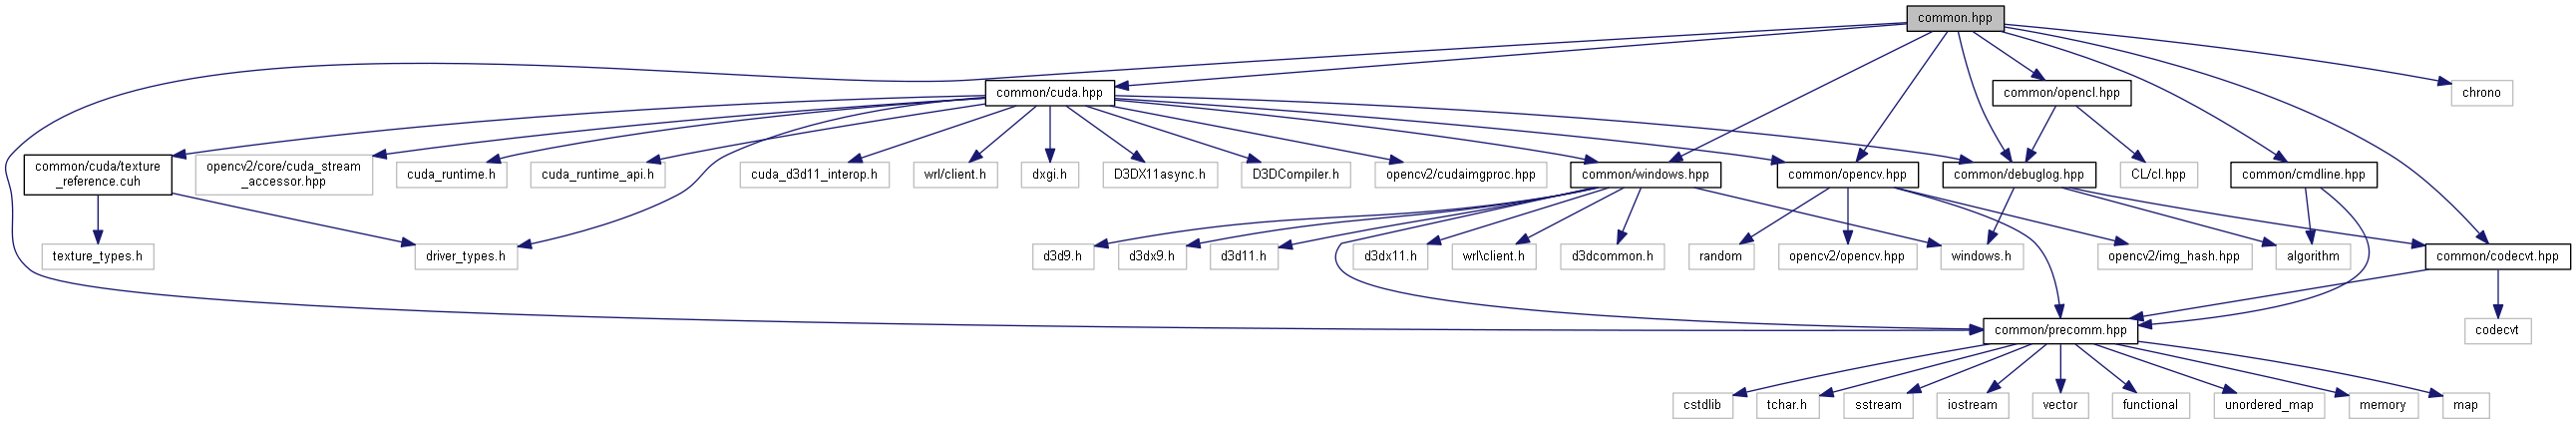 common.hpp
common/cuda.hpp
common/opencl.hpp
chrono
common/cuda/texture
_reference.cuh
opencv2/core/cuda_stream
_accessor.hpp
cuda_runtime.h
cuda_runtime_api.h
cuda_d3d11_interop.h
wrl/client.h
dxgi.h
D3DX11async.h
D3DCompiler.h
opencv2/cudaimgproc.hpp
common/windows.hpp
common/opencv.hpp
common/debuglog.hpp
CL/cl.hpp
common/cmdline.hpp
texture_types.h
driver_types.h
d3d9.h
d3dx9.h
d3d11.h
d3dx11.h
wrl\client.h
d3dcommon.h
random
opencv2/opencv.hpp
windows.h
opencv2/img_hash.hpp
algorithm
common/codecvt.hpp
common/precomm.hpp
codecvt
cstdlib
tchar.h
sstream
iostream
vector
functional
unordered_map
memory
map